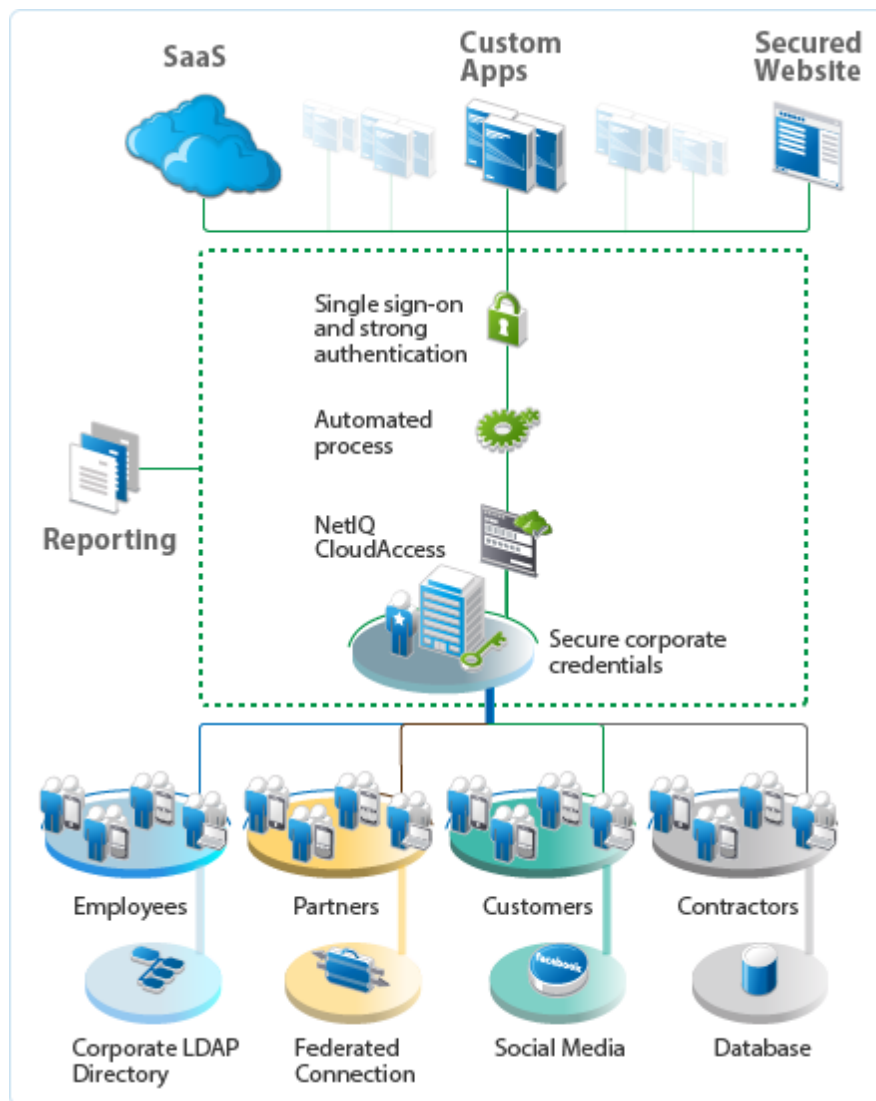 SaaS
Custom
Apps
Secured
Website
Single sign-on
and strong
authentication
Automated
process
Reporting
NetIQ
CloudAccess
Secure corporate
credentials
Employees
Partners
Customers
Contractors
facebook
Corporate LDAP
Directory
Federated
Connection
Social Media
Database